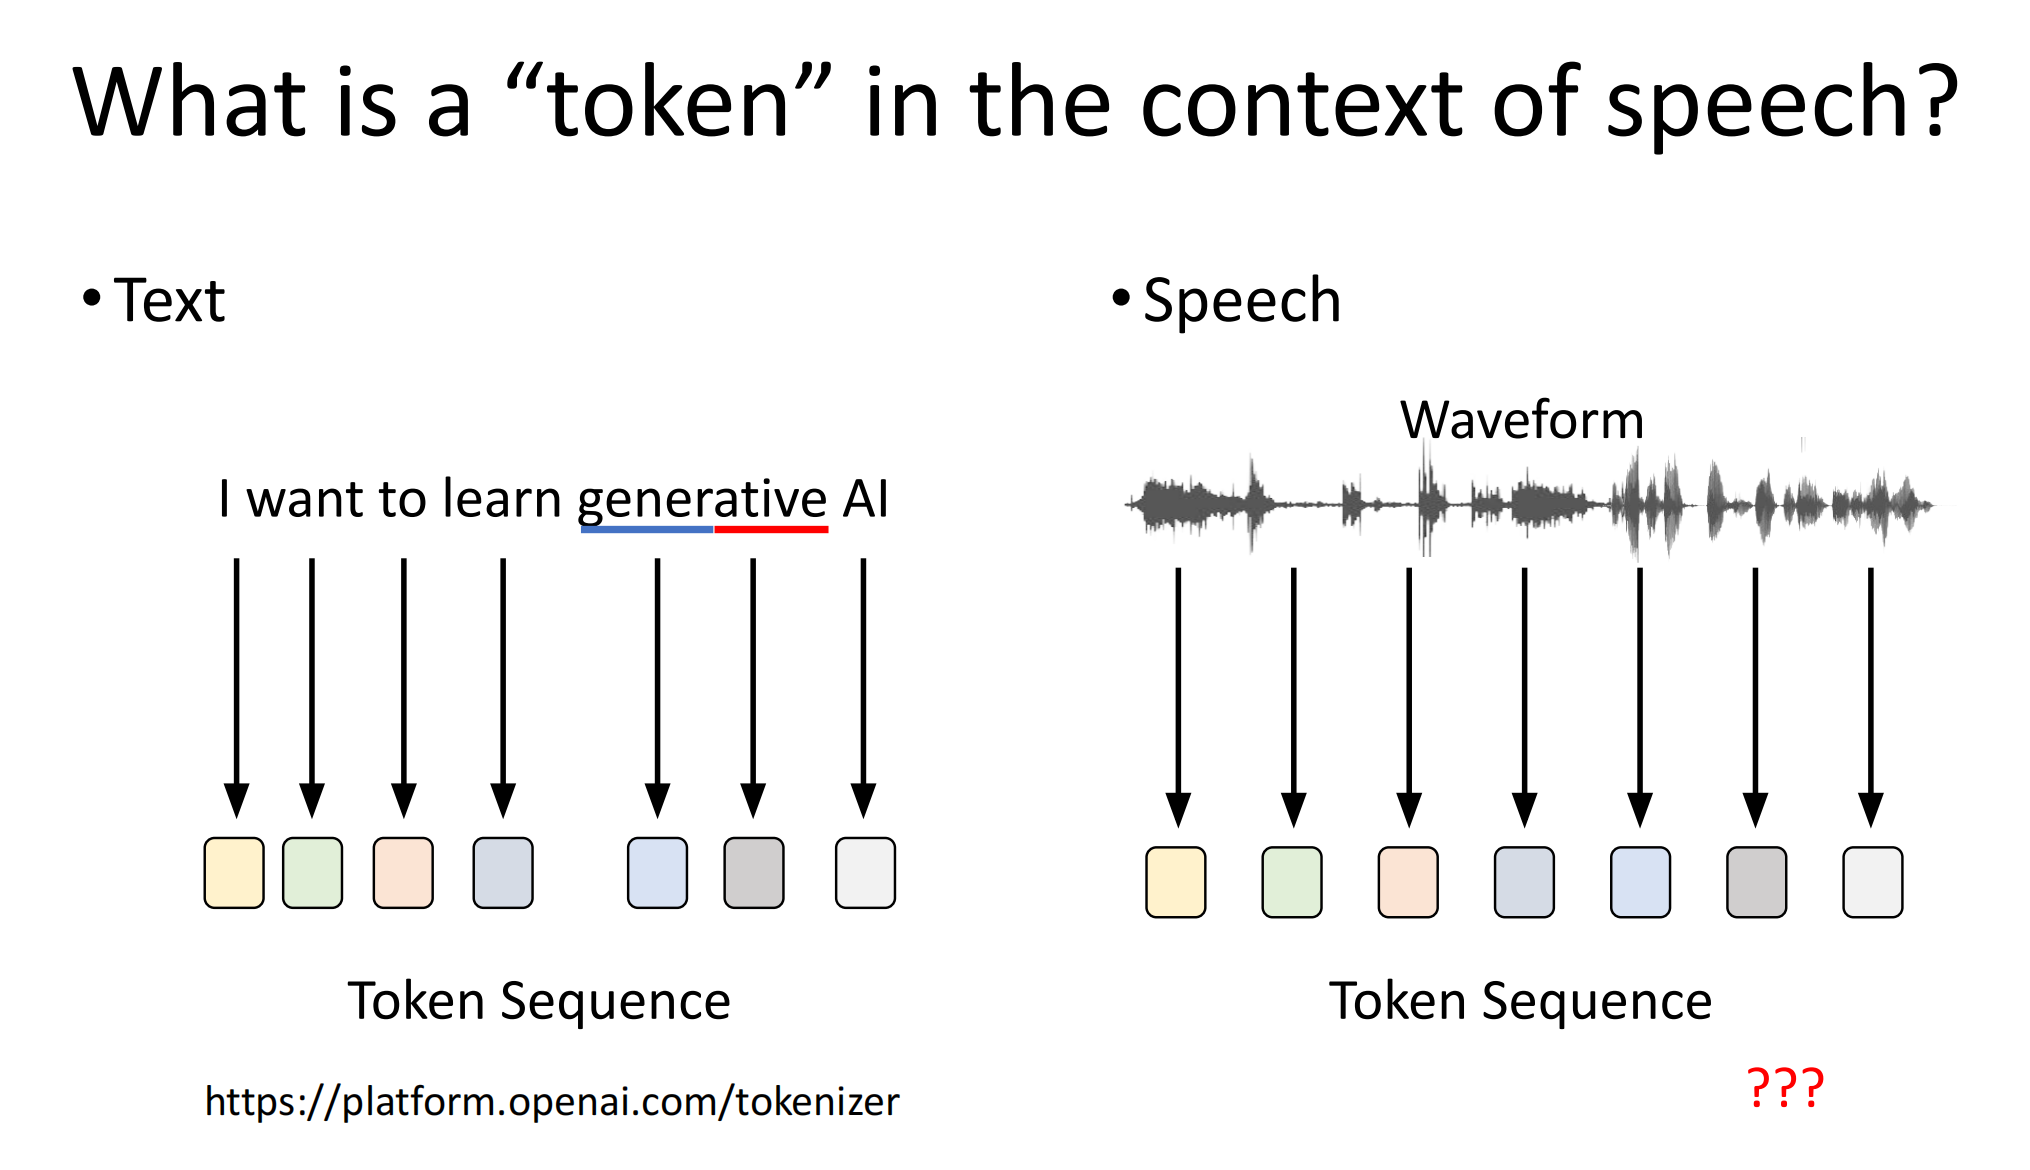 What is a “token” in the context of speech?
• Text
I want to learn generative AI
Token Sequence
https://platform.openai.com/tokenizer
• Speech
Waveform
Token Sequence
???